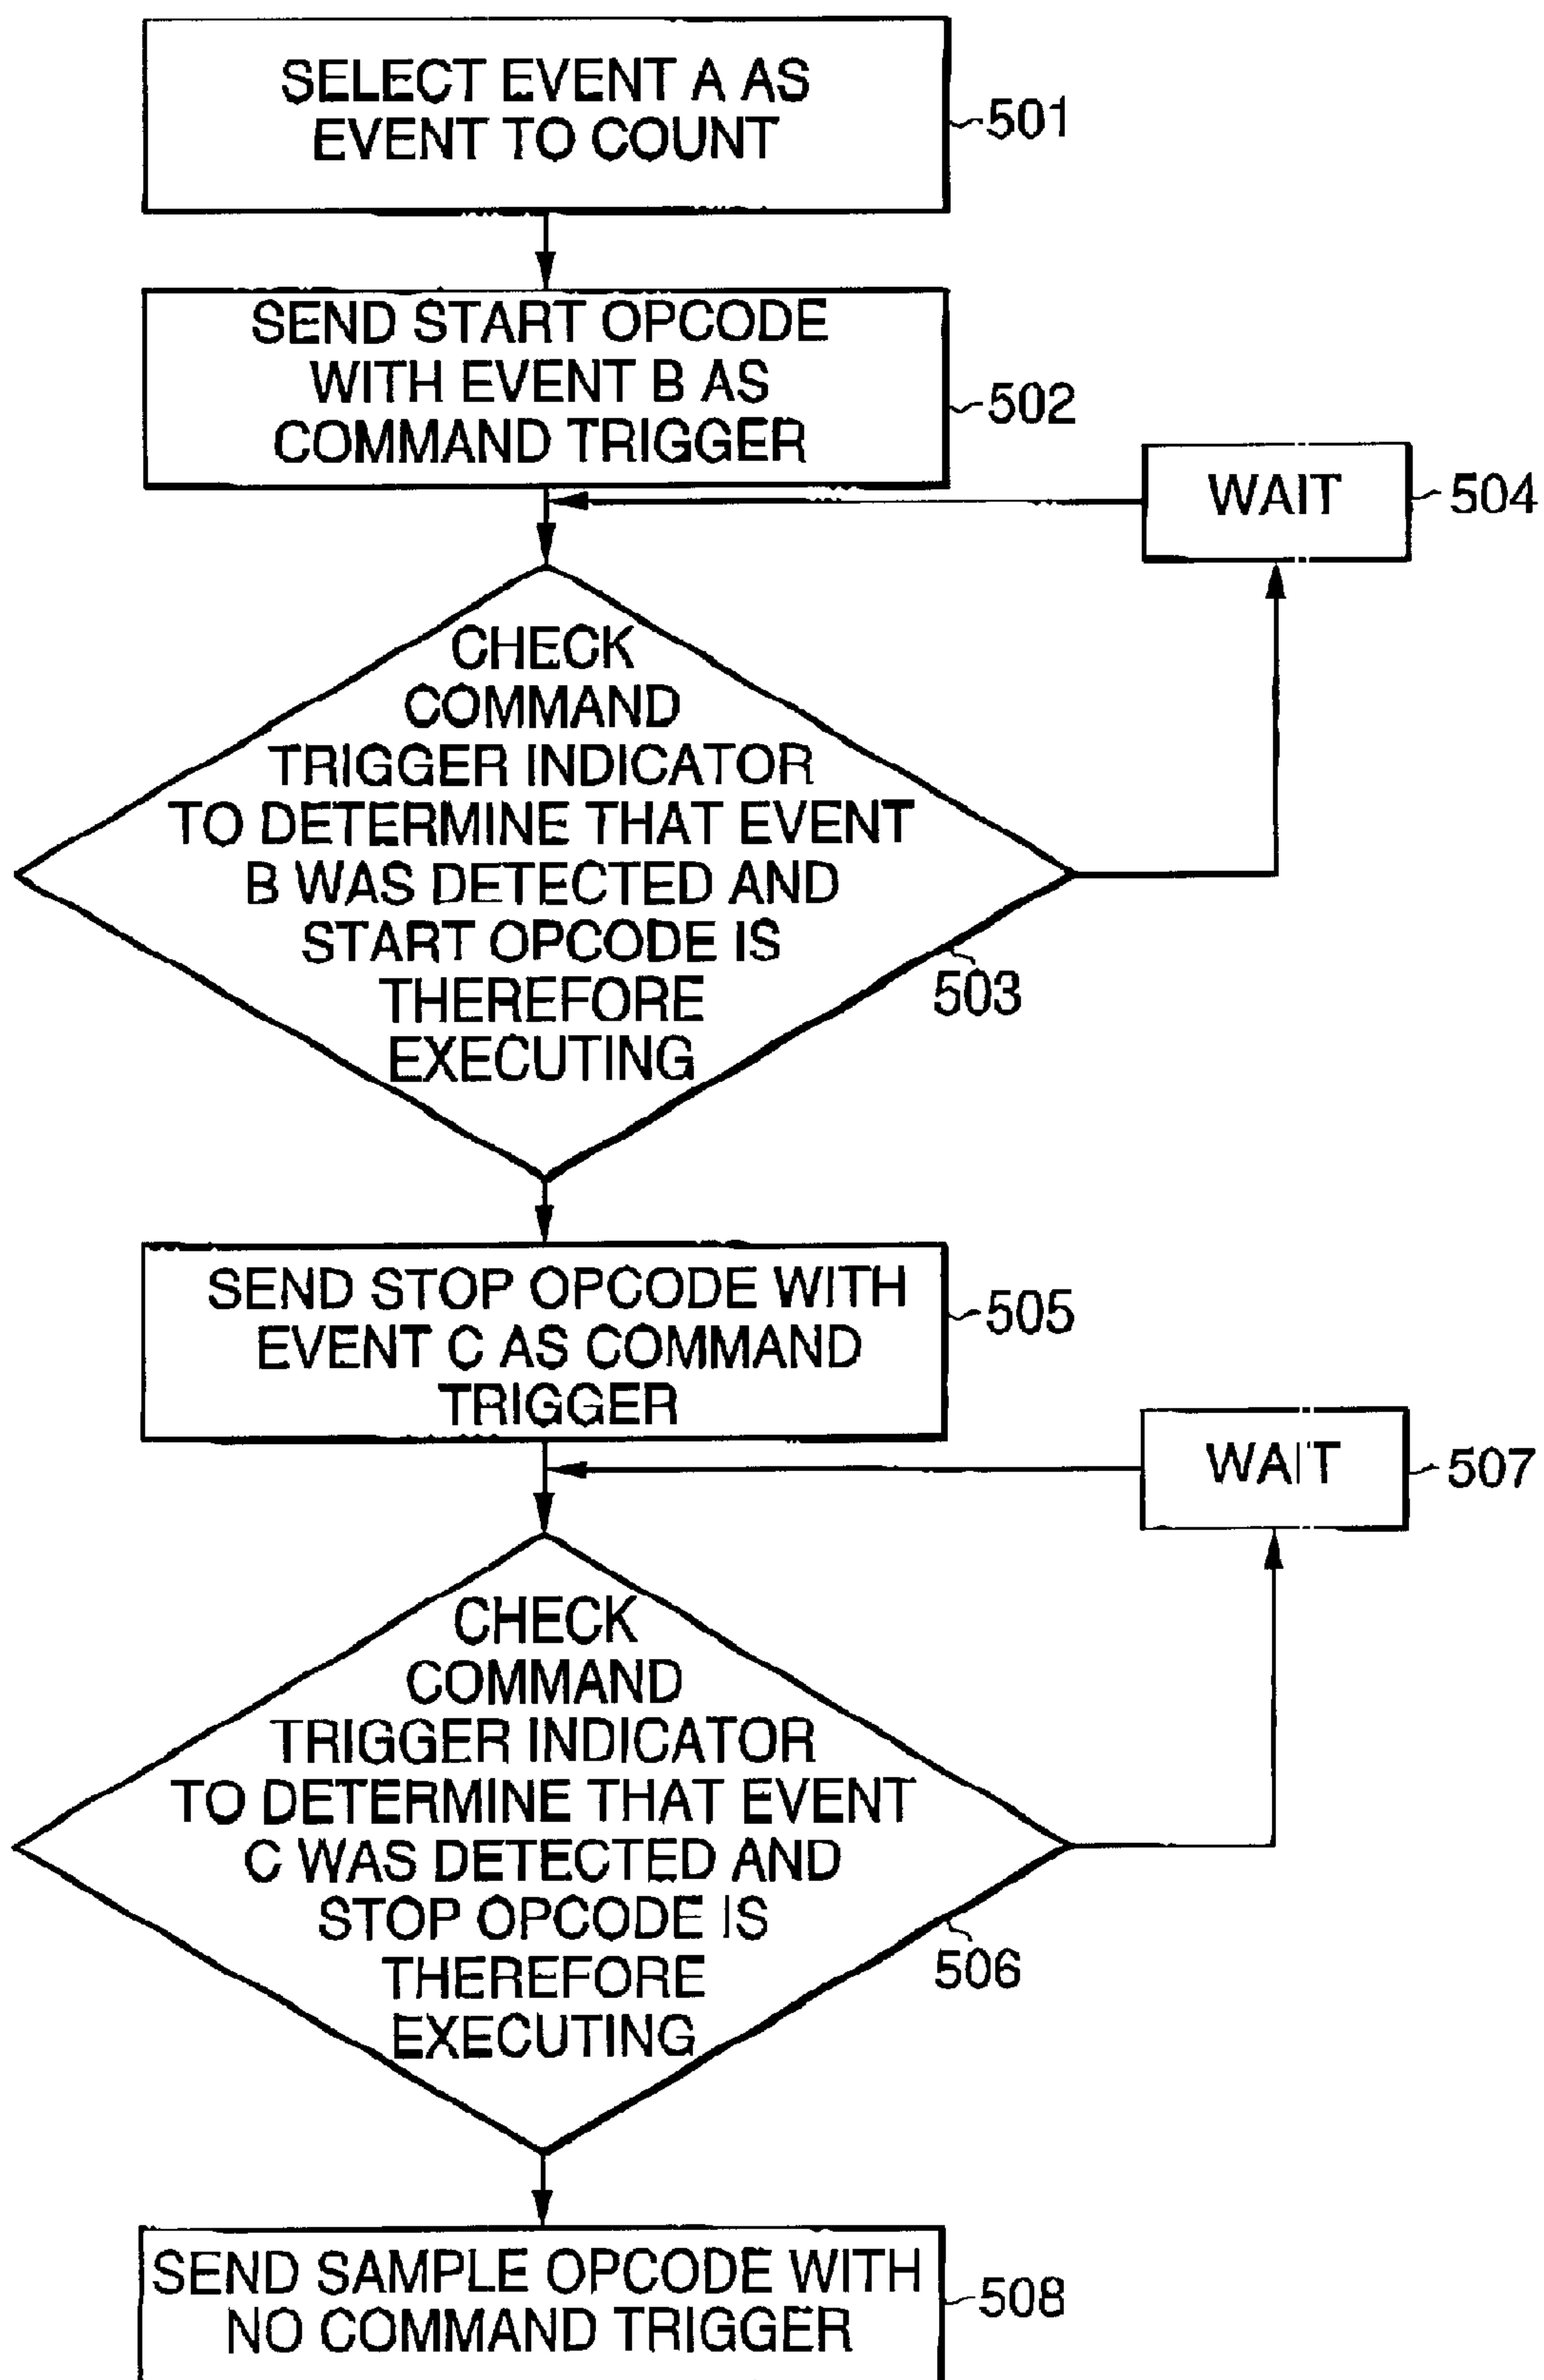 SELECT EVENT A AS
EVENT TO COUNT
501
SEND START OPCODE
WITH EVENT B AS
COMMAND TRIGGER
502
WAIT
504
CHECK
COMMAND
TRIGGER INDICATOR
TO DETERMINE THAT EVENT
B WAS DETECTED AND
START OPCODE IS
THEREFORE
EXECUTING
503
SEND STOP OPCODE WITH
EVENT C AS COMMAND
TRIGGER
505
WAIT
507
CHECK
COMMAND
TRIGGER INDICATOR
TO DETERMINE THAT EVENT
C WAS DETECTED AND
STOP OPCODE IS
THEREFORE
EXECUTING
506
SEND SAMPLE OPCODE WITH
NO COMMAND TRIGGER
508